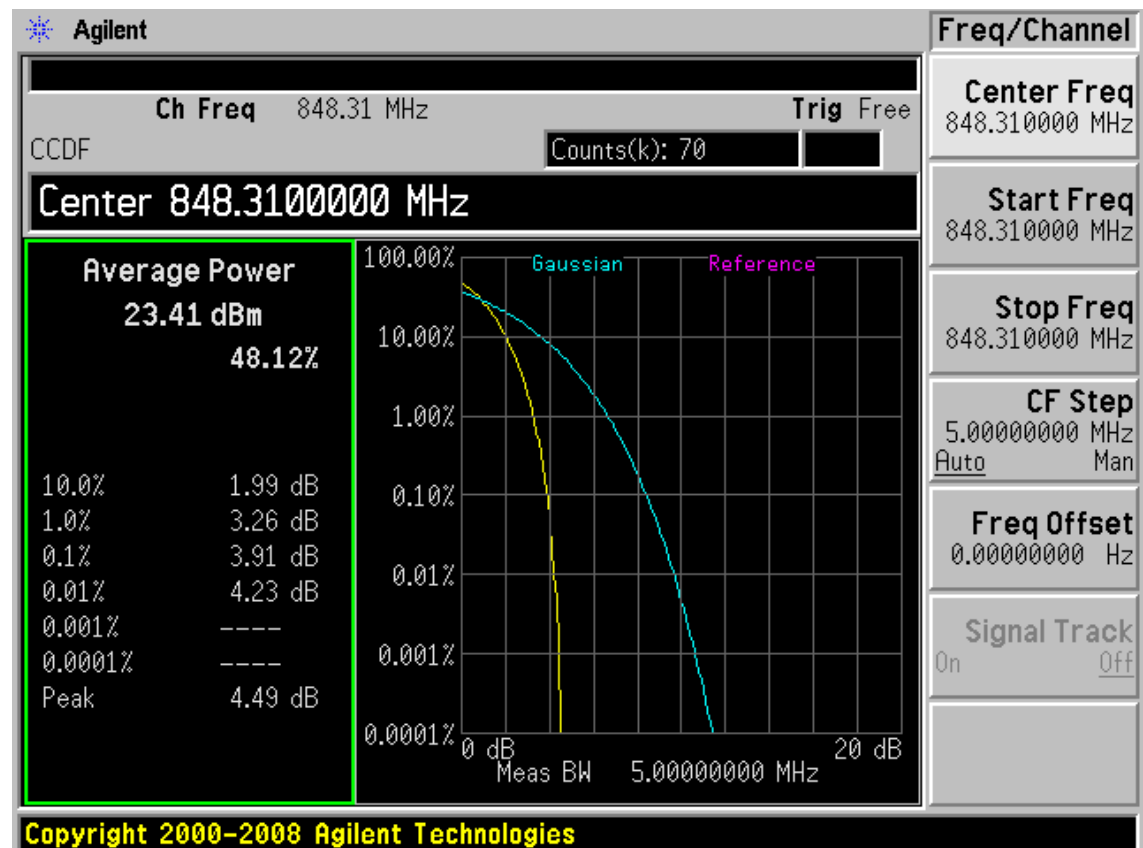 Agilent
Ch Freq 848.31 MHz Trig Free
CCDF Counts(k): 70
Center 848.3100000 MHz
Average Power
23.41 dBm
48.12%
10.0% 1.99 dB
1.0% 3.26 dB
0.1% 3.91 dB
0.01% 4.23 dB
0.001% ----
0.0001% ----
Peak 4.49 dB
Gaussian Reference
100.00%
10.00%
1.00%
0.10%
0.01%
0.001%
0.0001%
0 dB 20 dB
Meas BW 5.00000000 MHz
Freq/Channel
Center Freq
848.310000 MHz
Start Freq
848.310000 MHz
Stop Freq
848.310000 MHz
CF Step
5.00000000 MHz
Auto Man
Freq Offset
0.00000000 Hz
Signal Track
On Off
Copyright 2000-2008 Agilent Technologies